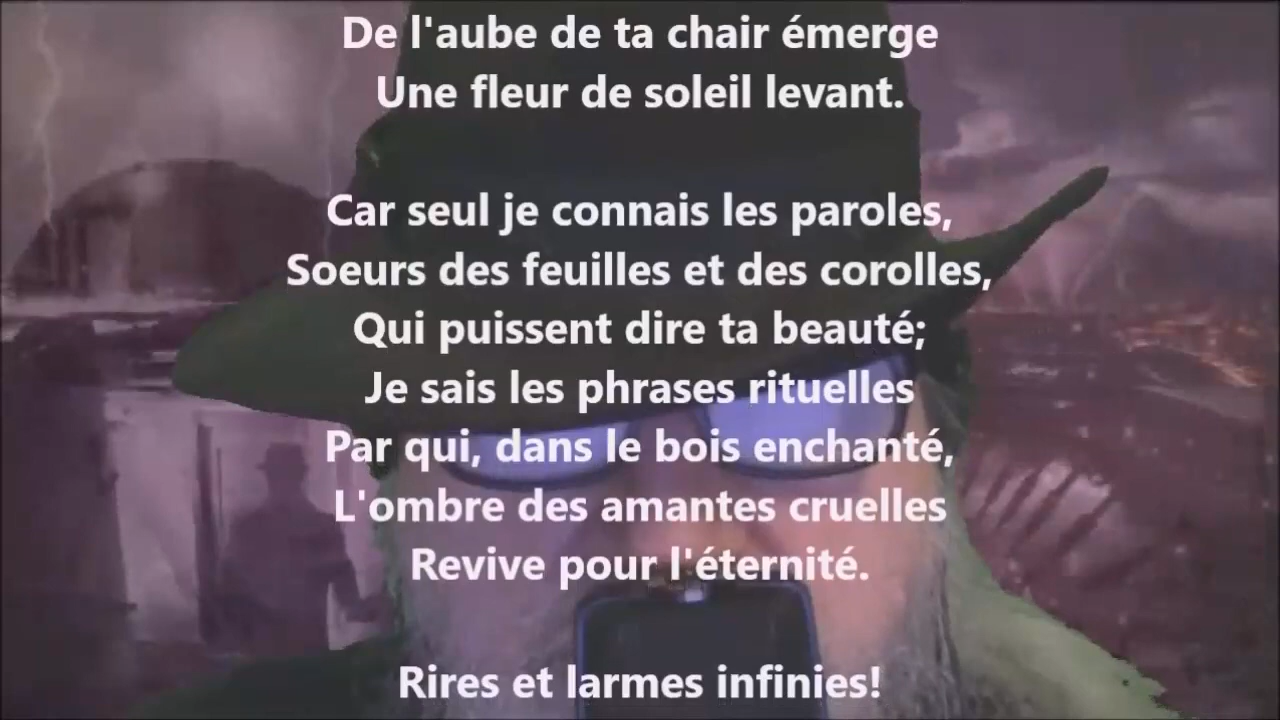 De l'aube de ta chair émerge
Une fleur de soleil levant.
Car seul je connais les paroles,
Soeurs des feuilles et des corolles,
Qui puissent dire ta beauté;
Je sais les phrases rituelles
Par qui, dans le bois enchanté,
L'ombre des amantes cruelles
Revive pour l'éternité.
Rires et larmes infinies!